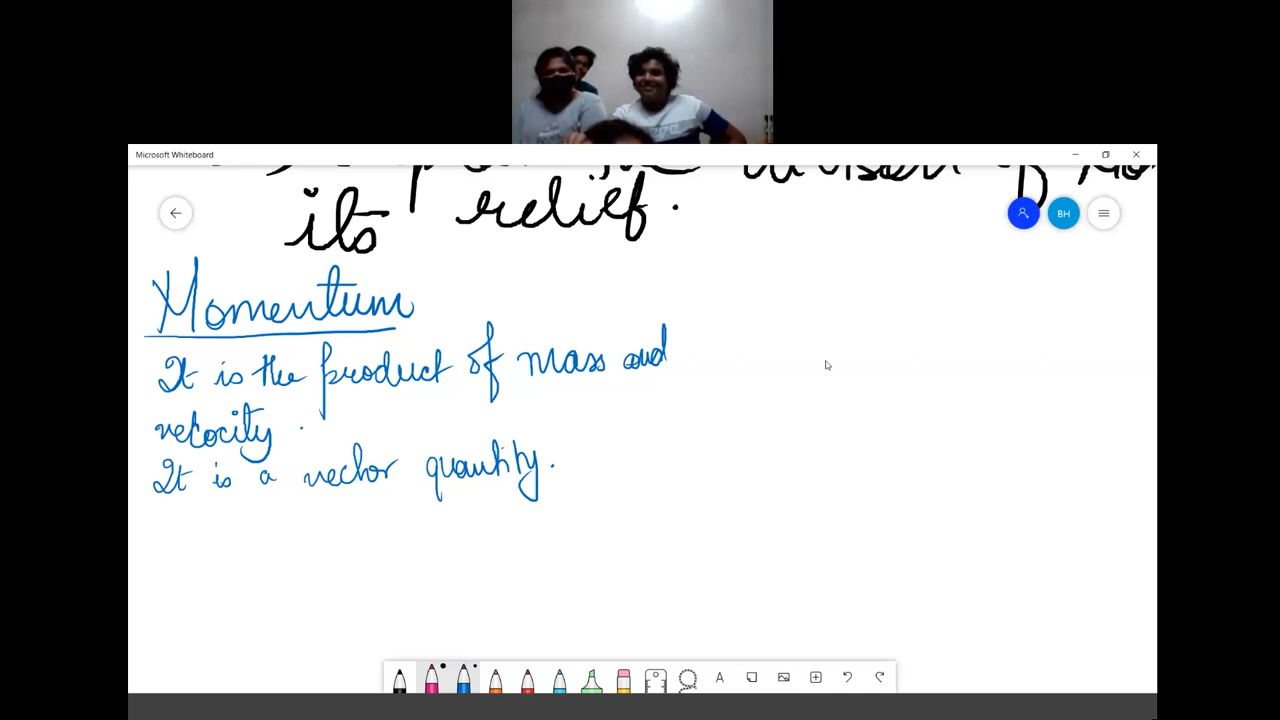 Microsoft Whiteboard
its relief.
BH
Momentum
It is the product of mass and
velocity.
It is a vector quantity.
A